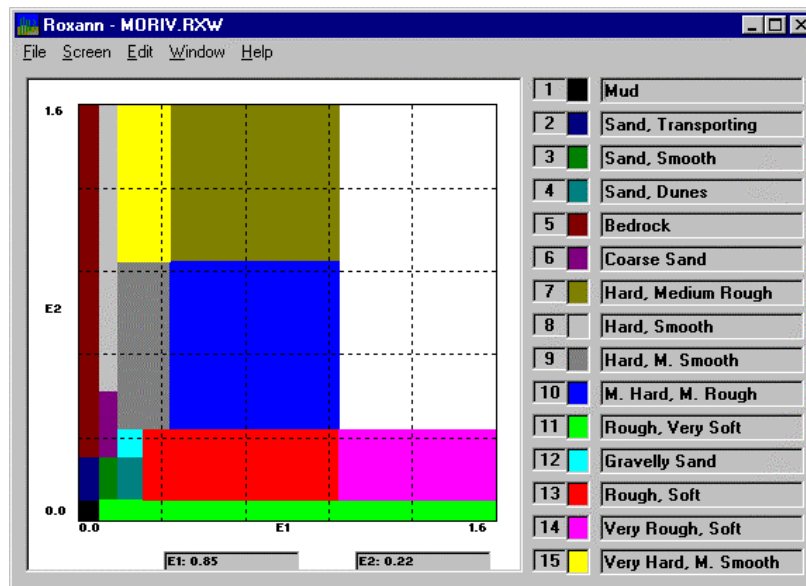 Roxann - MORIV.RXW
File Screen Edit Window Help
1.6
E2
0.0
0.0 E1 1.6
E1: 0.85 E2: 0.22
1 Mud
2 Sand, Transporting
3 Sand, Smooth
4 Sand, Dunes
5 Bedrock
6 Coarse Sand
7 Hard, Medium Rough
8 Hard, Smooth
9 Hard, M. Smooth
10 M. Hard, M. Rough
11 Rough, Very Soft
12 Gravelly Sand
13 Rough, Soft
14 Very Rough, Soft
15 Very Hard, M. Smooth